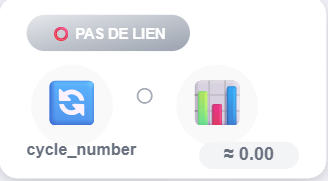 PAS DE LIEN
cycle_number
≈ 0.00